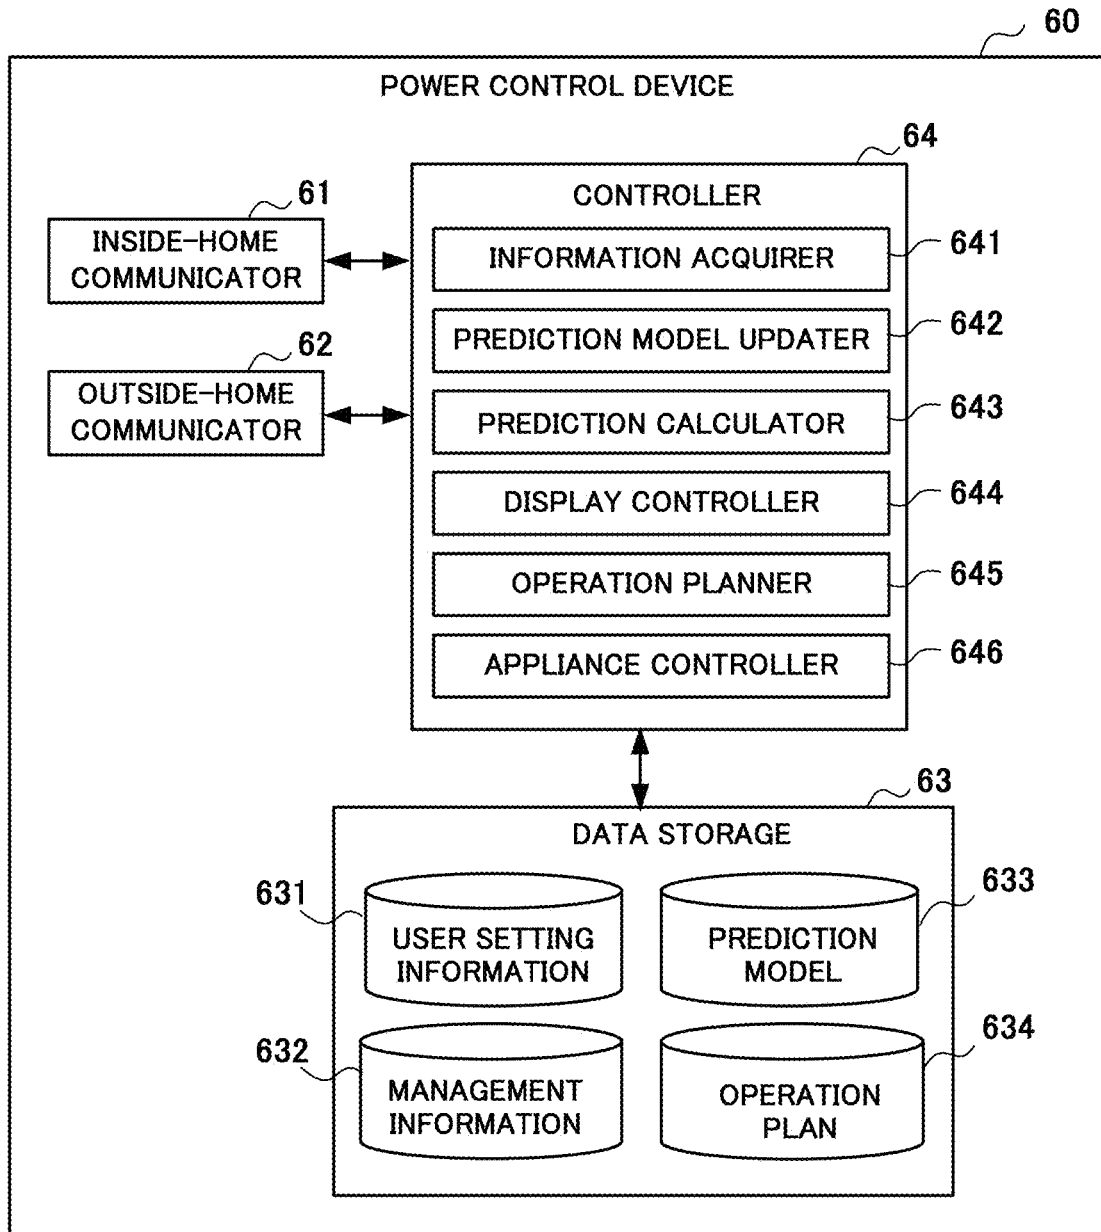 60
POWER CONTROL DEVICE
64
CONTROLLER
61
INSIDE-HOME
COMMUNICATOR
62
OUTSIDE-HOME
COMMUNICATOR
INFORMATION ACQUIRER
641
PREDICTION MODEL UPDATER
642
PREDICTION CALCULATOR
643
DISPLAY CONTROLLER
644
OPERATION PLANNER
645
APPLIANCE CONTROLLER
646
63
DATA STORAGE
631
USER SETTING
INFORMATION
633
PREDICTION
MODEL
632
MANAGEMENT
INFORMATION
634
OPERATION
PLAN